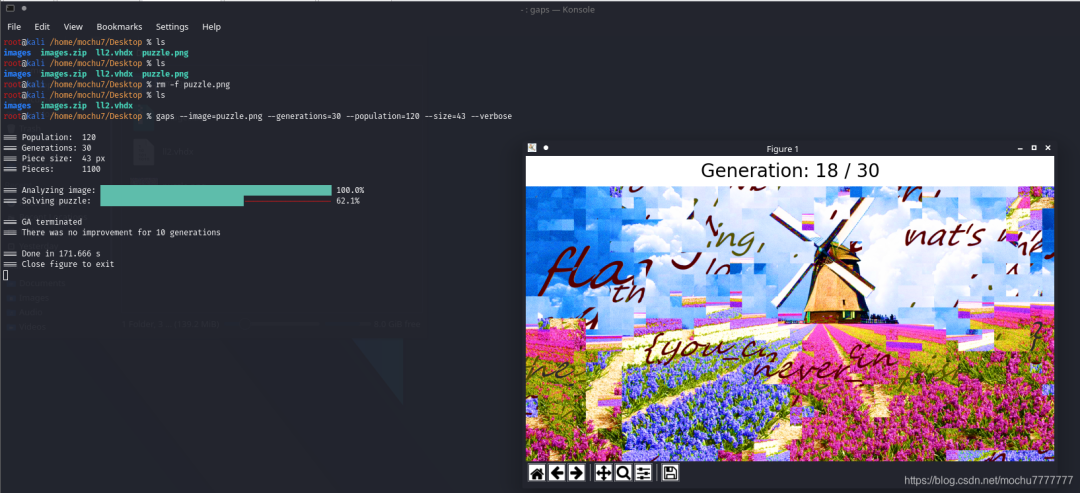 - : gaps — Konsole
File Edit View Bookmarks Settings Help
root@kali /home/mochu7/Desktop % ls
images images.zip ll2.vhdx puzzle.png
root@kali /home/mochu7/Desktop % ls
images images.zip ll2.vhdx puzzle.png
root@kali /home/mochu7/Desktop % rm -f puzzle.png
root@kali /home/mochu7/Desktop % ls
images images.zip ll2.vhdx
root@kali /home/mochu7/Desktop % gaps --image=puzzle.png --generations=30 --population=120 --size=43 --verbose
Population: 120
Generations: 30
Piece size: 43 px
Pieces: 1100
Analyzing image: 100.0%
Solving puzzle: 62.1%
GA terminated
There was no improvement for 10 generations
Done in 171.666 s
Close figure to exit
Figure 1
Generation: 18 / 30
ing,
nat's
fla
th
{you_c
never_
in
he
https://blog.csdn.net/mochu7777777